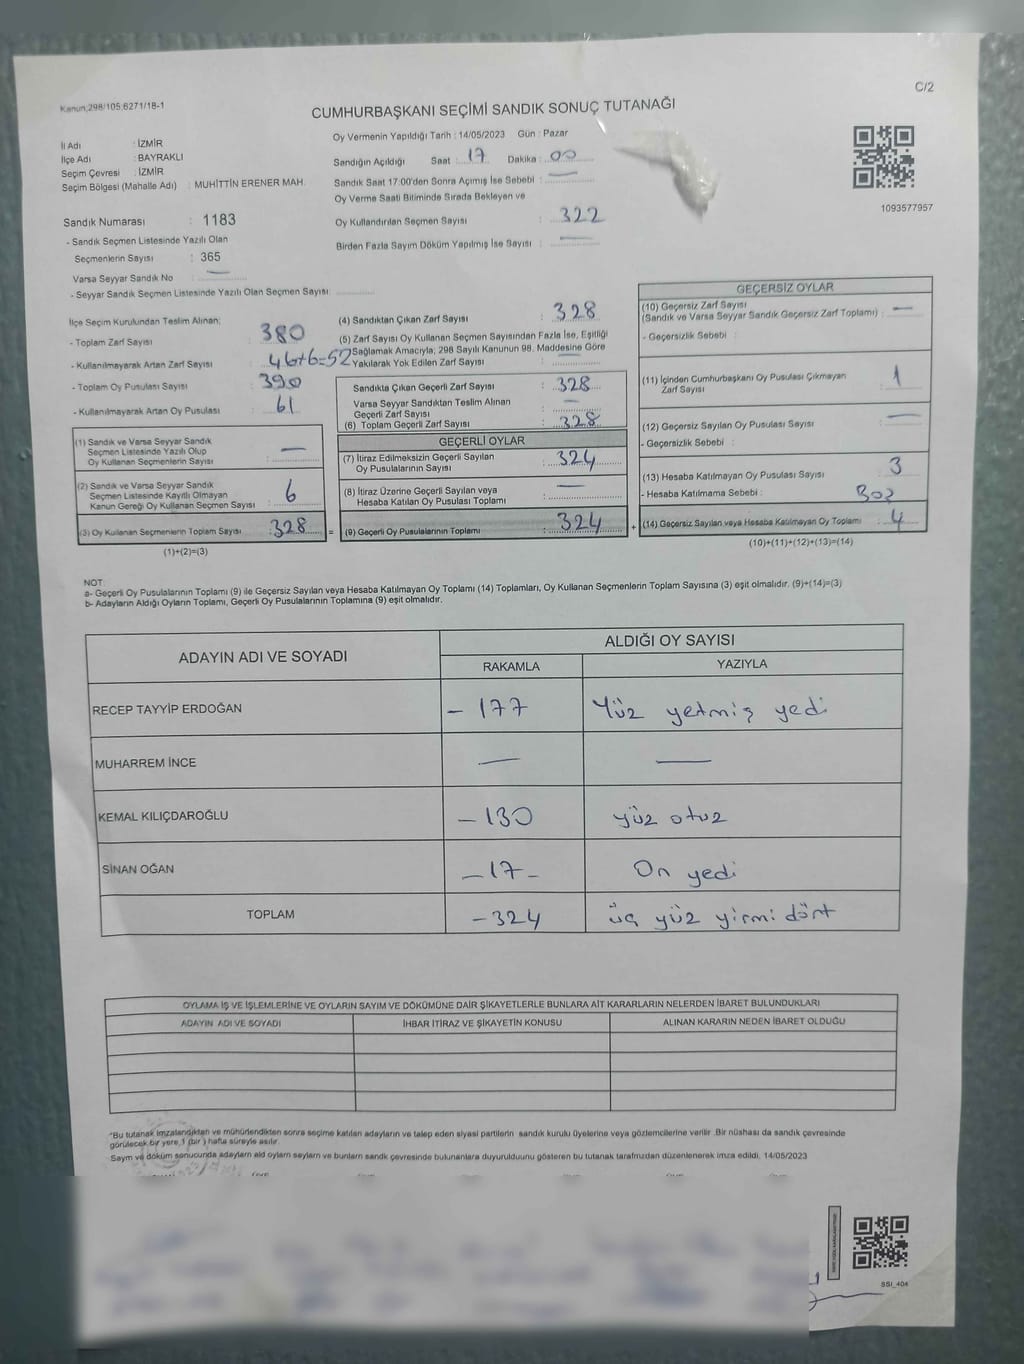 C/2
Kanun;298/105;6271/18-1
CUMHURBAŞKANI SEÇİMİ SANDIK SONUÇ TUTANAĞI
İl Adı : İZMİR
İlçe Adı : BAYRAKLI
Seçim Çevresi : İZMİR
Seçim Bölgesi (Mahalle Adı) : MUHİTTİN ERENER MAH.
Sandık Numarası : 1183
- Sandık Seçmen Listesinde Yazılı Olan
Seçmenlerin Sayısı : 365
Varsa Seyyar Sandık No : —
- Seyyar Sandık Seçmen Listesinde Yazılı Olan Seçmen Sayısı:
Oy Vermenin Yapıldığı Tarih : 14/05/2023 Gün : Pazar
Sandığın Açıldığı Saat : 17 Dakika : 00
Sandık Saat 17:00'den Sonra Açımış İse Sebebi : —
Oy Verme Saati Bitiminde Sırada Bekleyen ve
Oy Kullandırılan Seçmen Sayısı : 322
Birden Fazla Sayım Döküm Yapılmış İse Sayısı : —
1093577957
İlçe Seçim Kurulundan Teslim Alınan;
- Toplam Zarf Sayısı : 380
- Kullanılmayarak Artan Zarf Sayısı : 46+6=52
- Toplam Oy Pusulası Sayısı : 390
- Kullanılmayarak Artan Oy Pusulası : 61
(1) Sandık ve Varsa Seyyar Sandık
Seçmen Listesinde Yazılı Olup
Oy Kullanan Seçmenlerin Sayısı : —
(2) Sandık ve Varsa Seyyar Sandık
Seçmen Listesinde Kayıtlı Olmayan
Kanun Gereği Oy Kullanan Seçmen Sayısı : 6
(3) Oy Kullanan Seçmenlerin Toplam Sayısı : 328
(1)+(2)=(3)
(4) Sandıktan Çıkan Zarf Sayısı : 328
(5) Zarf Sayısı Oy Kullanan Seçmen Sayısından Fazla İse, Eşitliği
Sağlamak Amacıyla, 298 Sayılı Kanunun 98. Maddesine Göre
Yakılarak Yok Edilen Zarf Sayısı : —
Sandıkta Çıkan Geçerli Zarf Sayısı : 328
Varsa Seyyar Sandıktan Teslim Alınan
Geçerli Zarf Sayısı : —
(6) Toplam Geçerli Zarf Sayısı : 328
GEÇERLİ OYLAR
(7) İtiraz Edilmeksizin Geçerli Sayılan
Oy Pusulalarının Sayısı : 324
(8) İtiraz Üzerine Geçerli Sayılan veya
Hesaba Katılan Oy Pusulası Toplamı : —
= (9) Geçerli Oy Pusulalarının Toplamı : 324 +
GEÇERSİZ OYLAR
(10) Geçersiz Zarf Sayısı
(Sandık ve Varsa Seyyar Sandık Geçersiz Zarf Toplamı) : —
- Geçersizlik Sebebi :
(11) İçinden Cumhurbaşkanı Oy Pusulası Çıkmayan
Zarf Sayısı : 1
(12) Geçersiz Sayılan Oy Pusulası Sayısı : —
- Geçersizlik Sebebi :
(13) Hesaba Katılmayan Oy Pusulası Sayısı : 3
- Hesaba Katılmama Sebebi :
(14) Geçersiz Sayılan veya Hesaba Katılmayan Oy Toplamı : 4
(10)+(11)+(12)+(13)=(14)
NOT:
a- Geçerli Oy Pusulalarının Toplamı (9) ile Geçersiz Sayılan veya Hesaba Katılmayan Oy Toplamı (14) Toplamları, Oy Kullanan Seçmenlerin Toplam Sayısına (3) eşit olmalıdır. (9)+(14)=(3)
b- Adayların Aldığı Oyların Toplamı, Geçerli Oy Pusulalarının Toplamına (9) eşit olmalıdır.
ADAYIN ADI VE SOYADI ALDIĞI OY SAYISI
RAKAMLA YAZIYLA
RECEP TAYYİP ERDOĞAN - 177 Yüz yetmiş yedi
MUHARREM İNCE — —
KEMAL KILIÇDAROĞLU -130 yüz otuz
SİNAN OĞAN -17- On yedi
TOPLAM -324 üç yüz yirmi dört
OYLAMA İŞ VE İŞLEMLERİNE VE OYLARIN SAYIM VE DÖKÜMÜNE DAİR ŞİKAYETLERLE BUNLARA AİT KARARLARIN NELERDEN İBARET BULUNDUKLARI
ADAYIN ADI VE SOYADI İHBAR İTİRAZ VE ŞİKAYETİN KONUSU ALINAN KARARIN NEDEN İBARET OLDUĞU
*Bu tutanak imzalandıktan ve mühürlendikten sonra seçime katılan adayların ve talep eden siyasi partilerin sandık kurulu üyelerine veya gözlemcilerine verilir. Bir nüshası da sandık çevresinde
görülecek bir yere,1 (bir ) hafta süreyle asılır.
Sayım ve döküm sonucunda adayların ald oyların sayların ve bunların sandk çevresinde bulunanlara duyurulduunu gösteren bu tutanak tarafmzdan düzenlenerek imza edildi. 14/05/2023
SSI_404